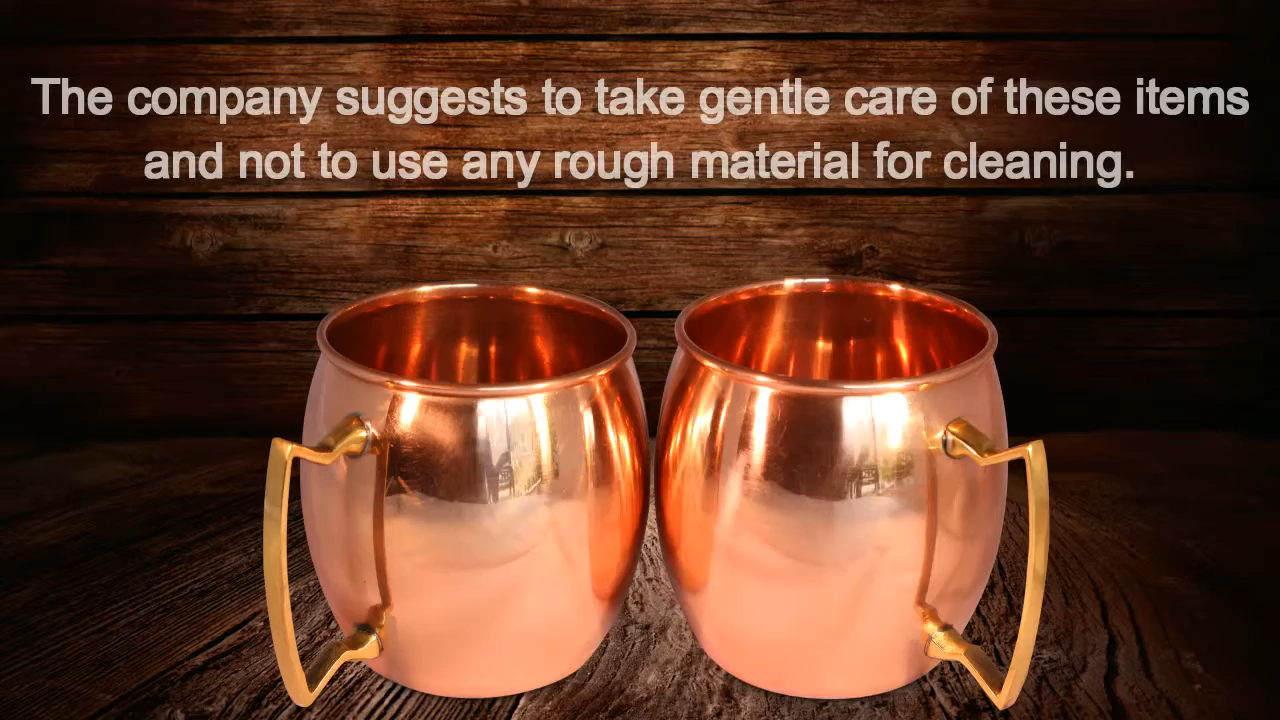 The company suggests to take gentle care of these items
and not to use any rough material for cleaning.